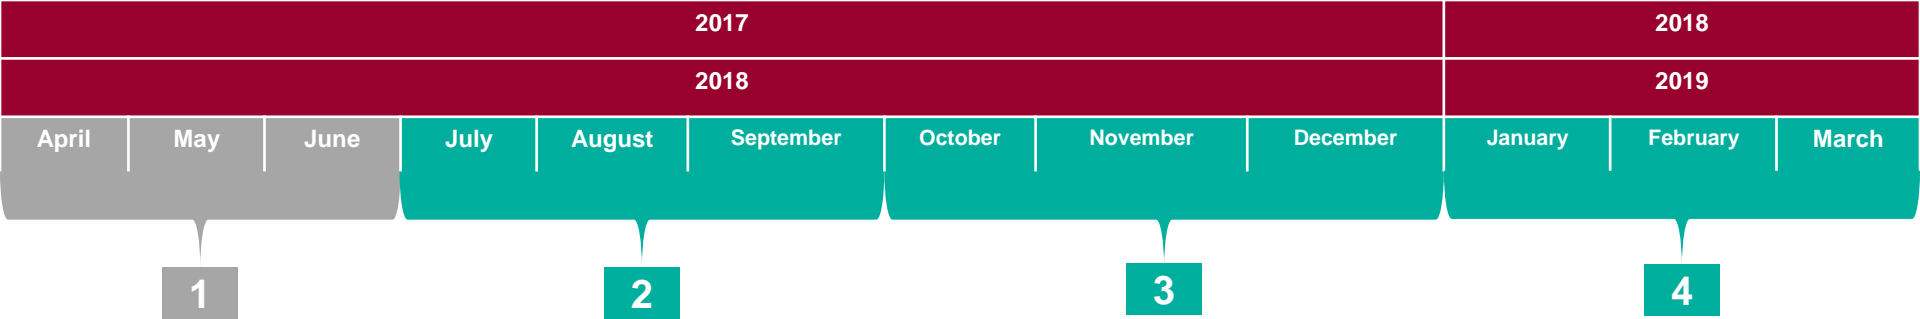 2017 2018
2018 2019
April May June July August September October November December January February March
1 2 3 4